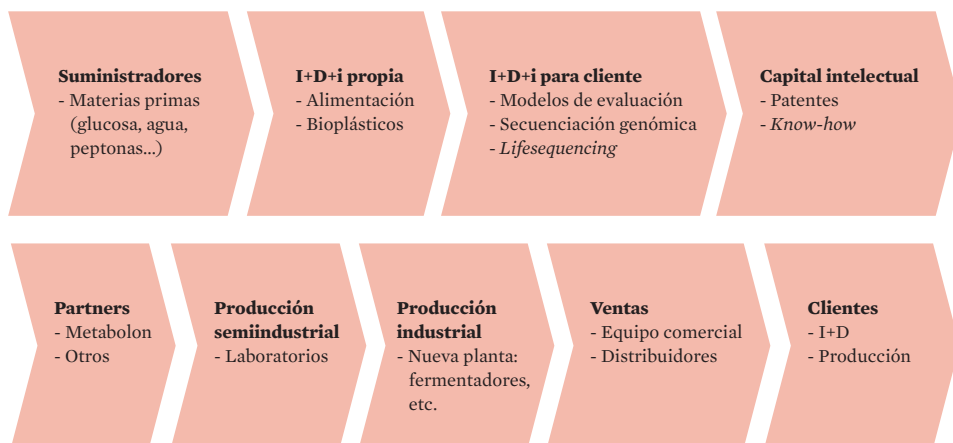 Suministradores
- Materias primas
(glucosa, agua,
peptonas...)
I+D+i propia
- Alimentación
- Bioplásticos
I+D+i para cliente
- Modelos de evaluación
- Secuenciación genómica
- Lifesequencing
Capital intelectual
- Patentes
- Know-how
Partners
- Metabolon
- Otros
Producción
semiindustrial
- Laboratorios
Producción
industrial
- Nueva planta:
fermentadores,
etc.
Ventas
- Equipo comercial
- Distribuidores
Clientes
- I+D
- Producción